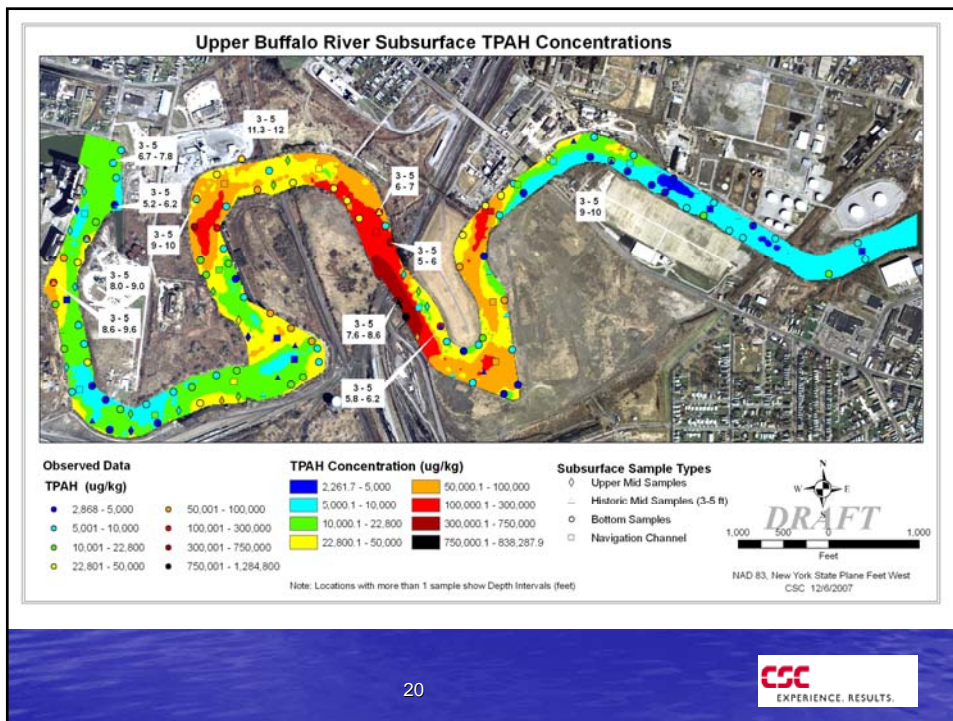 Upper Buffalo River Subsurface TPAH Concentrations
3 - 5
11.3 - 12
3 - 5
6.7 - 7.8
3 - 5
6 - 7
3 - 5
5.2 - 6.2
3 - 5
9 -10
3 - 5
9 - 10
3 - 5
5 - 6
3 - 5
8.0 - 9.0
3 - 5
8.6 - 9.6
3 - 5
7.6 - 8.6
3 - 5
5.8 - 6.2
Observed Data
TPAH (ug/kg)
2,868 - 5,000
5,001 - 10,000
10,001 - 22,800
22,801 - 50,000
50,001 - 100,000
100,001 - 300,000
300,001 - 750,000
750,001 - 1,284,800
TPAH Concentration (ug/kg)
2,261.7 - 5,000
5,000.1 - 10,000
10,000.1 - 22,800
22,800.1 - 50,000
50,000.1 - 100,000
100,000.1 - 300,000
300,000.1 - 750,000
750,000.1 - 838,287.9
Note: Locations with more than 1 sample show Depth Intervals (feet)
Subsurface Sample Types
Upper Mid Samples
Historic Mid Samples (3-5 ft)
Bottom Samples
Navigation Channel
N
W E
S
DRAFT
1,000 500 0 1,000
Feet
NAD 83, New York State Plane Feet West
CSC 12/6/2007
20
CSC
EXPERIENCE. RESULTS.